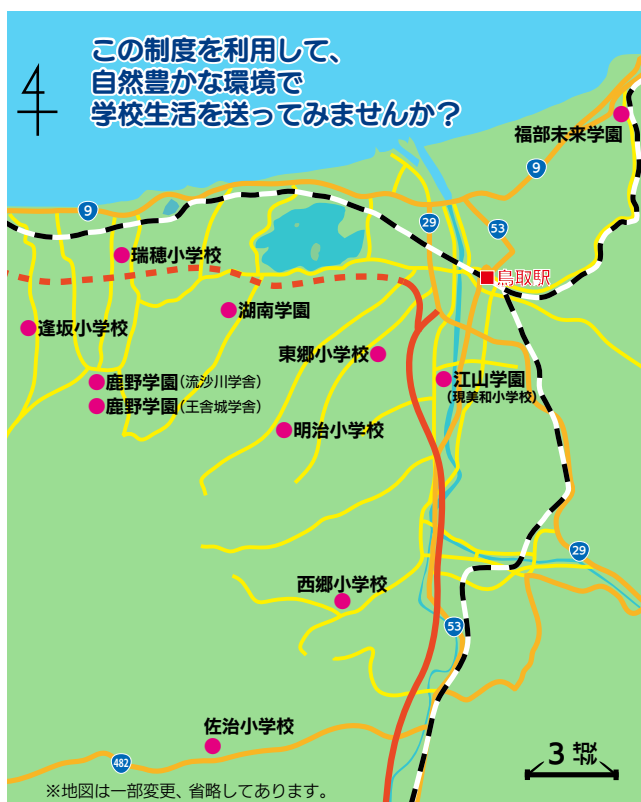 この制度を利用して、
自然豊かな環境で
学校生活を送ってみませんか？
福部未来学園
9
9
29
53
瑞穂小学校
鳥取駅
湖南学園
逢坂小学校
東郷小学校
鹿野学園(流沙川学舎)
江山学園
(現美和小学校)
鹿野学園(王舎城学舎)
明治小学校
29
西郷小学校
53
佐治小学校
482
3㌖
※地図は一部変更、省略してあります。